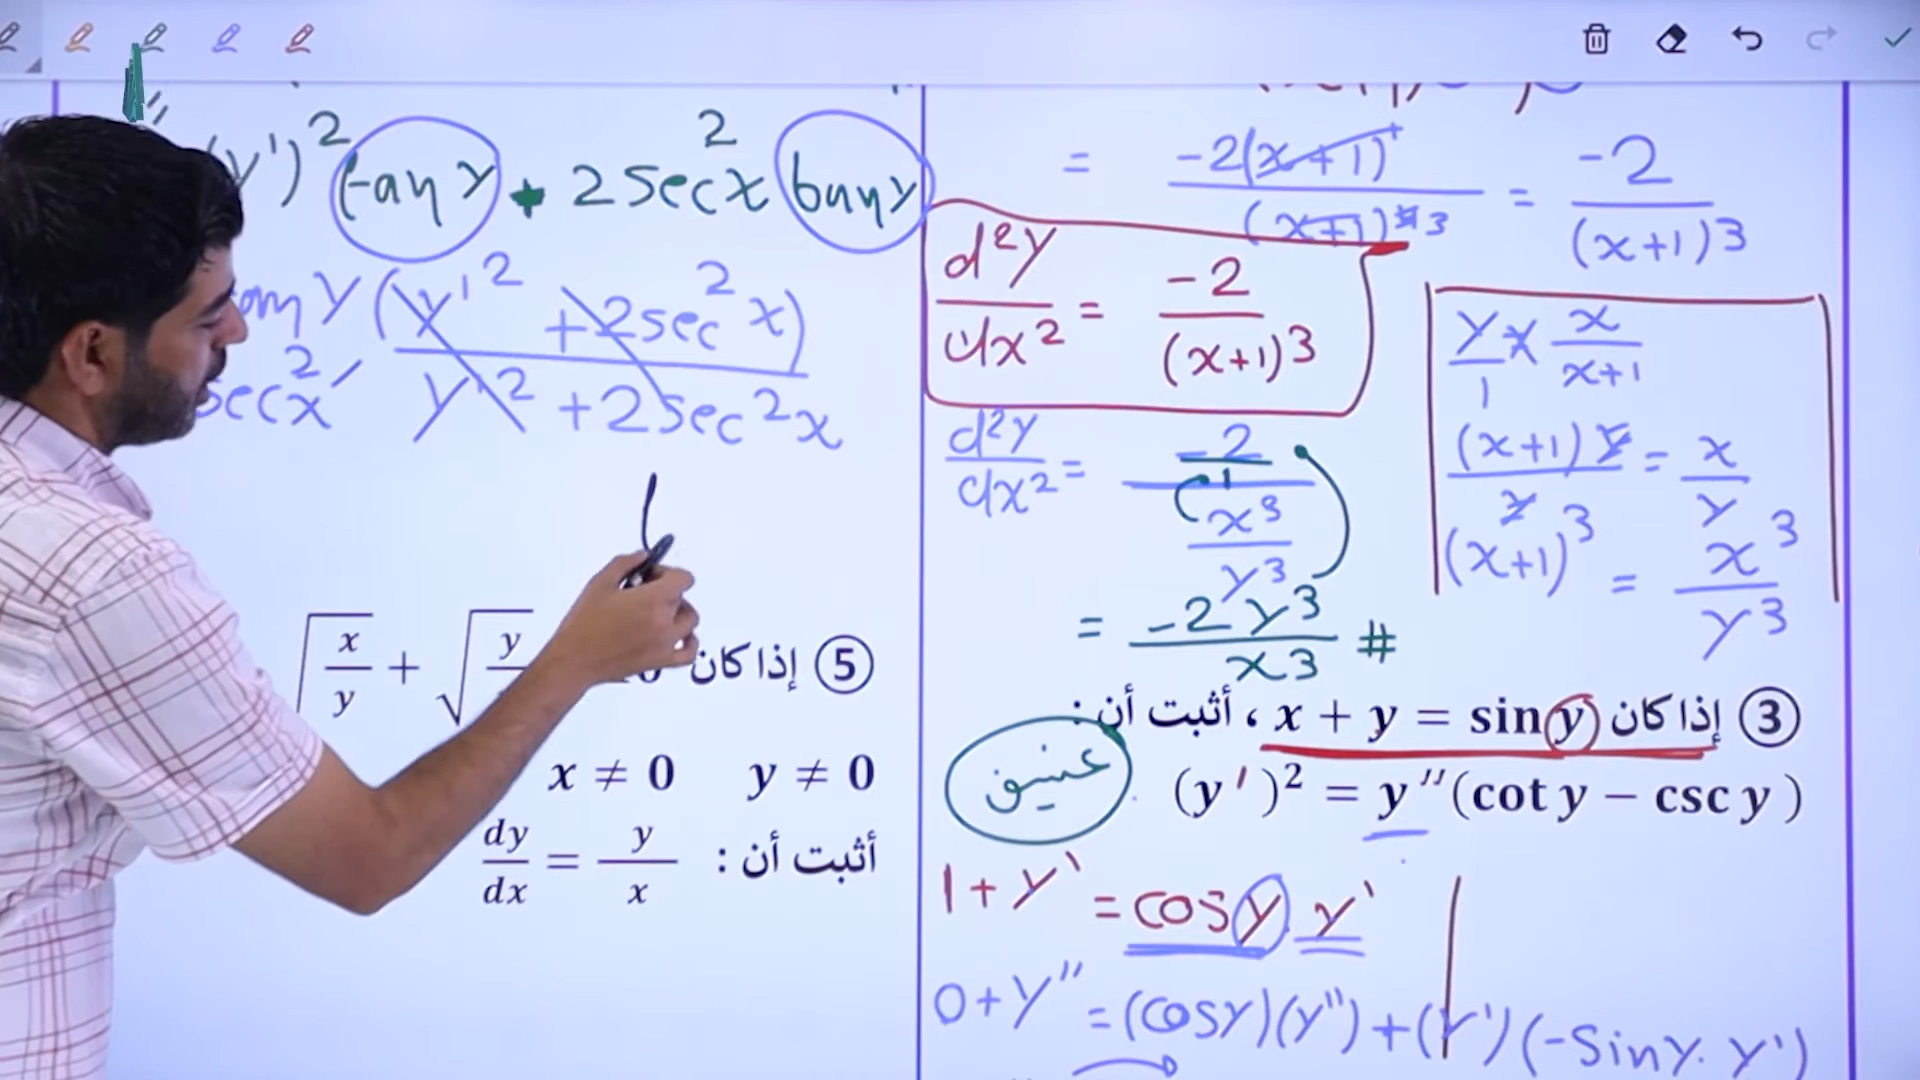 (y')² tan y + 2sec²x tan y
y (y'² + 2sec²x)
sec²x y'² + 2sec²x
⑤ إذا كان √(x/y) + √(y/
x ≠ 0 y ≠ 0
أثبت أن : dy/dx = y/x
= -2(x+1)/(x+1)⁴ 3 = -2/(x+1)³
d²y/dx² = -2/(x+1)³
d²y/dx² = -2/(x³/y³)
= -2y³/x³ #
y/1 x/(x+1)
(x+1) y/y = x/y
(x+1)³ = x³/y³
③ إذا كان x + y = sin y ، أثبت أن :
(y')² = y''(cot y − csc y)
1 + y' = cos y y'
0 + y'' = (cos y)(y'') + (y')(-sin y . y')